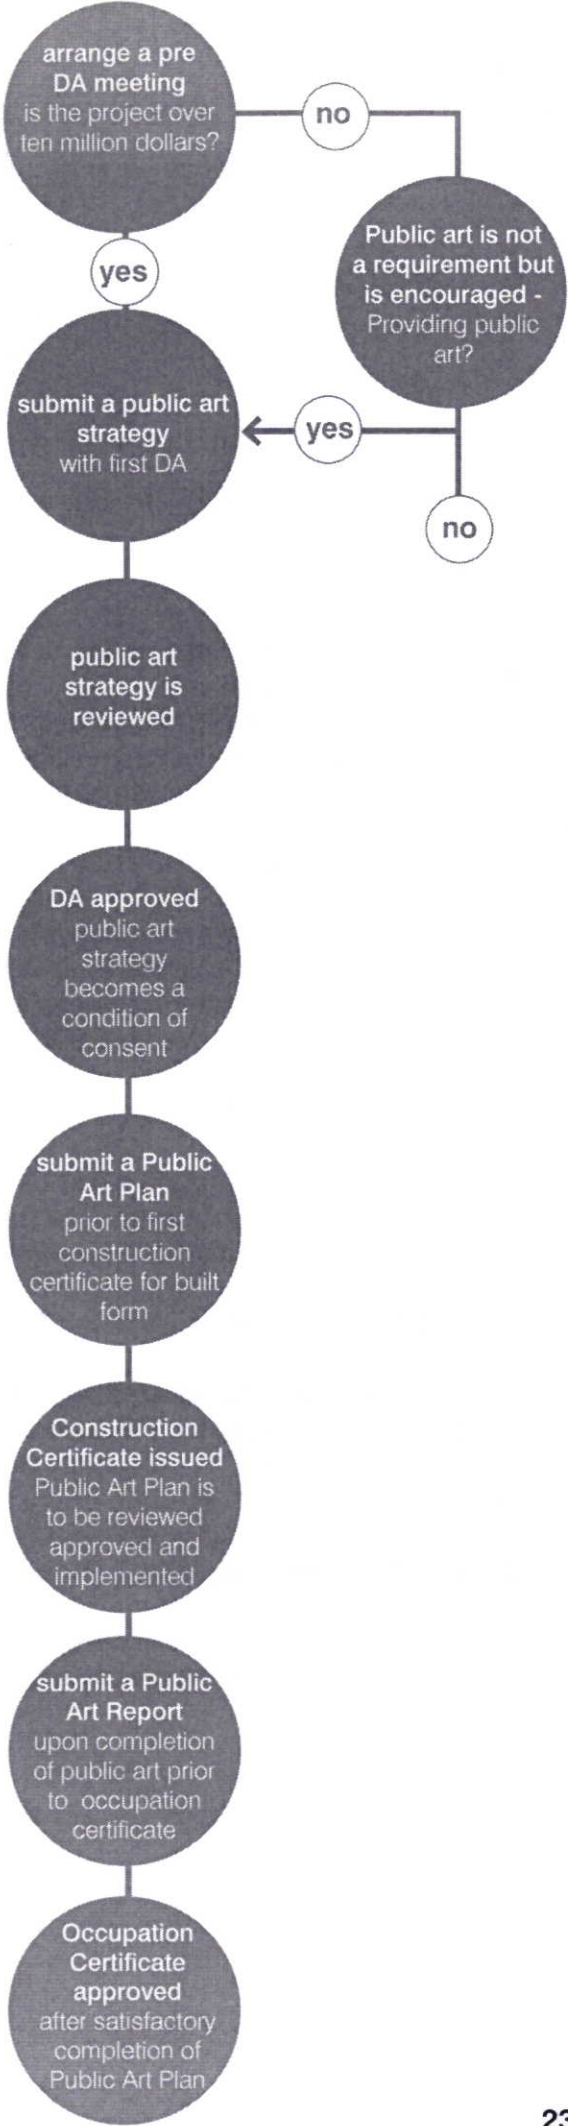 arrange a pre
DA meeting
is the project over
ten million dollars?
no
Public art is not
a requirement but
is encouraged -
Providing public
art?
yes
submit a public art
strategy
with first DA
yes
no
public art
strategy is
reviewed
DA approved
public art
strategy
becomes a
condition of
consent
submit a Public
Art Plan
prior to first
construction
certificate for built
form
Construction
Certificate issued
Public Art Plan is
to be reviewed
approved and
implemented
submit a Public
Art Report
upon completion
of public art prior
to occupation
certificate
Occupation
Certificate
approved
after satisfactory
completion of
Public Art Plan
23